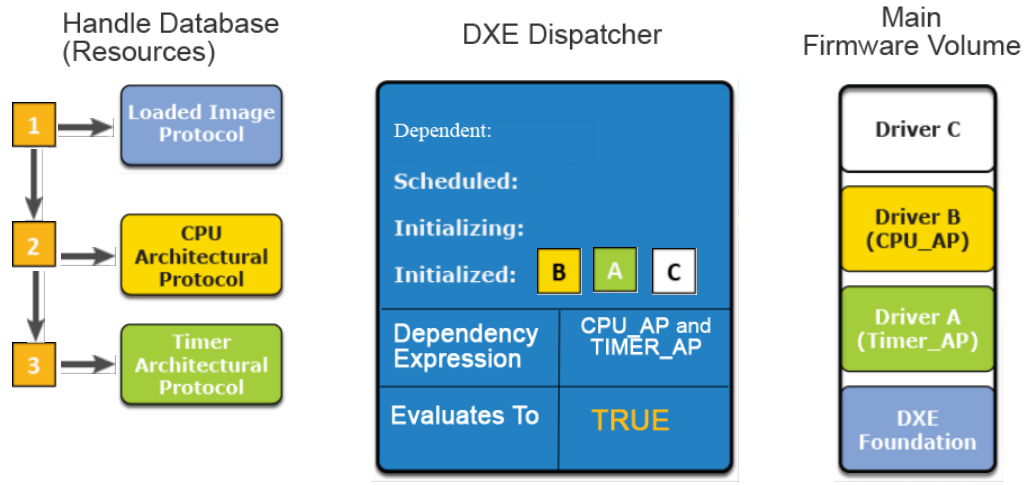 Handle Database
(Resources)
1
Loaded Image
Protocol
2
CPU
Architectural
Protocol
3
Timer
Architectural
Protocol
DXE Dispatcher
Dependent:
Scheduled:
Initializing:
Initialized: B A C
Dependency
Expression
CPU_AP and
TIMER_AP
Evaluates To
TRUE
Main
Firmware Volume
Driver C
Driver B
(CPU_AP)
Driver A
(Timer_AP)
DXE
Foundation